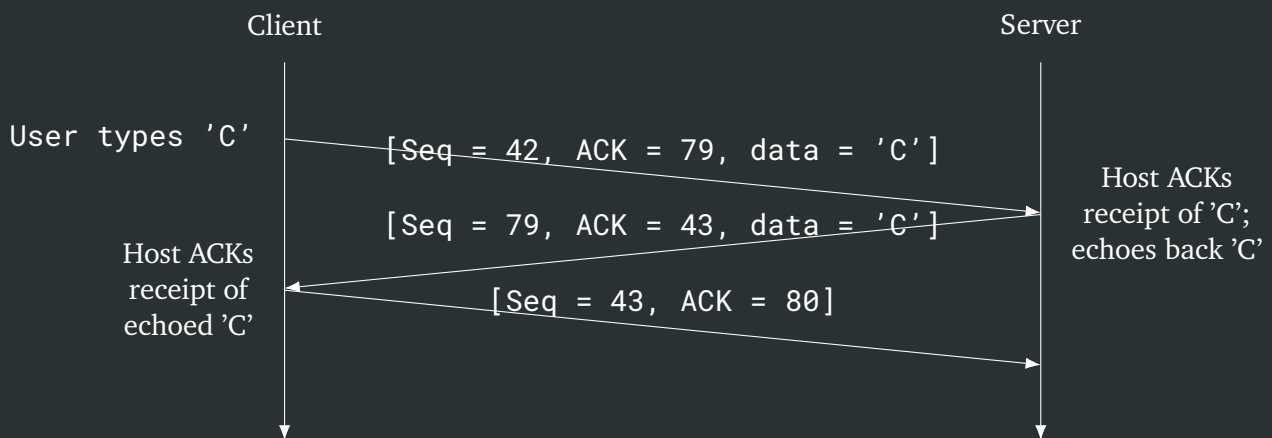 Client
Server
User types ’C’
[Seq = 42, ACK = 79, data = ’C’]
Host ACKs
receipt of ’C’;
echoes back ’C’
[Seq = 79, ACK = 43, data = ’C’]
Host ACKs
receipt of
echoed ’C’
[Seq = 43, ACK = 80]